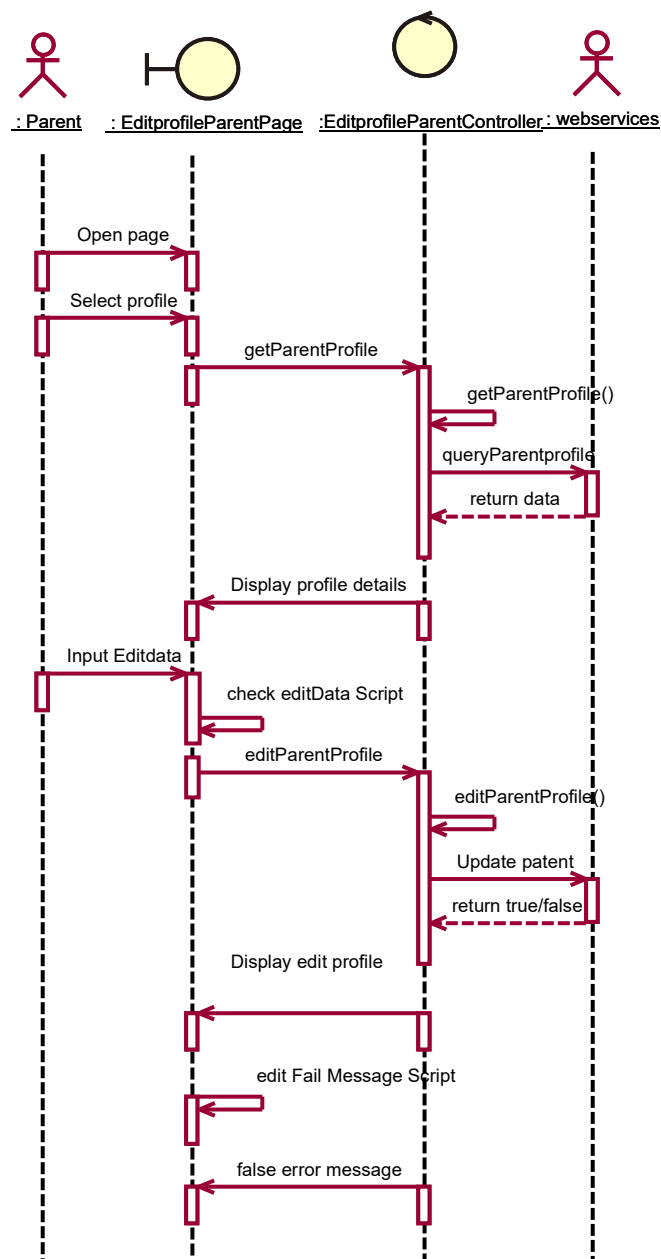 : Parent
: EditprofileParentPage
:EditprofileParentController
: webservices
Open page
Select profile
getParentProfile
getParentProfile()
queryParentprofile
return data
Display profile details
Input Editdata
check editData Script
editParentProfile
editParentProfile()
Update patent
return true/false
Display edit profile
edit Fail Message Script
false error message